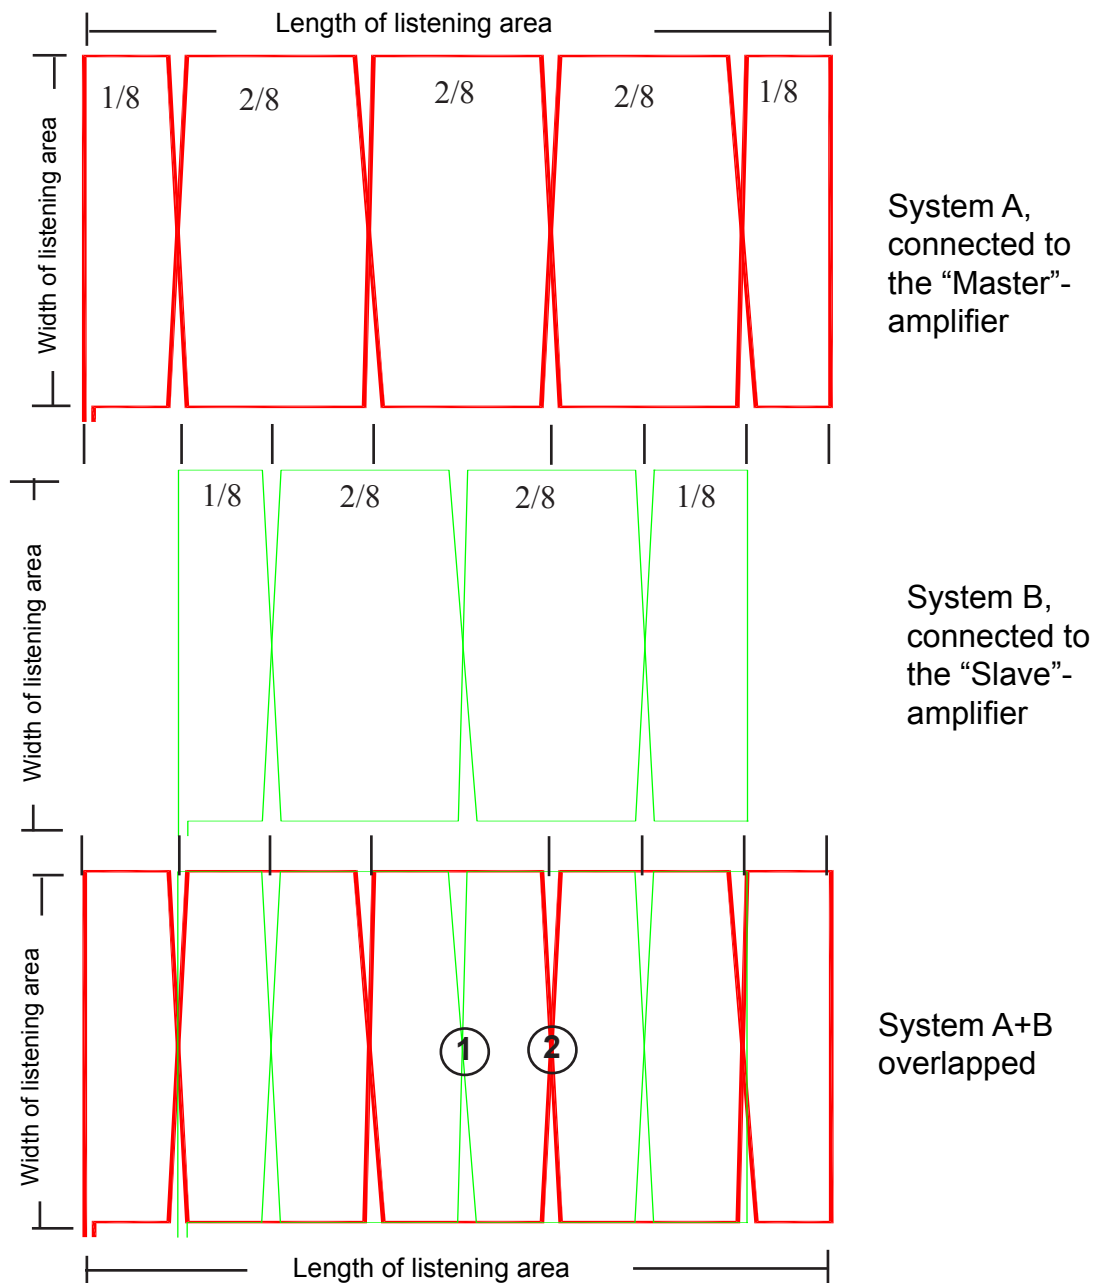 Length of listening area
1/8
2/8
2/8
2/8
1/8
Width of listening area
System A,
connected to
the “Master”-
amplifier
1/8
2/8
2/8
1/8
Width of listening area
System B,
connected to
the “Slave”-
amplifier
1
2
Width of listening area
System A+B
overlapped
Length of listening area